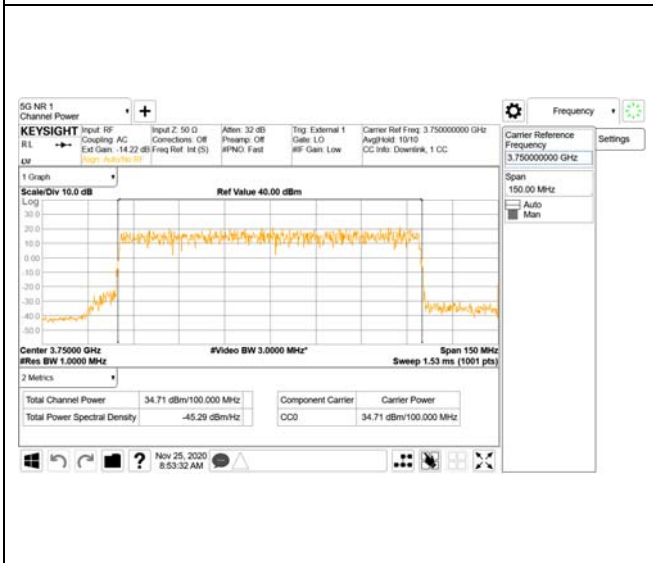 5G NR 1
Channel Power
Frequency
KEYSIGHT
RL
Input: RF
Coupling: AC
Ext Gain: -14.22 dB
Align: Auto/No RF
Input Z: 50 Ω
Corrections: Off
Freq Ref: Int (S)
Atten: 32 dB
Preamp: Off
#PNO: Fast
Trig: External 1
Gate: LO
#IF Gain: Low
Carrier Ref Freq: 3.750000000 GHz
Avg|Hold: 10/10
CC Info: Downlink, 1 CC
Carrier Reference
Frequency
3.750000000 GHz
Settings
Span
150.00 MHz
Auto
Man
1 Graph
Scale/Div 10.0 dB
Ref Value 40.00 dBm
Log
30.0
20.0
10.0
0.00
-10.0
-20.0
-30.0
-40.0
-50.0
Center 3.75000 GHz
#Video BW 3.0000 MHz*
Span 150 MHz
#Res BW 1.0000 MHz
Sweep 1.53 ms (1001 pts)
2 Metrics
Total Channel Power 34.71 dBm/100.000 MHz
Total Power Spectral Density -45.29 dBm/Hz
Component Carrier Carrier Power
CC0 34.71 dBm/100.000 MHz
?
Nov 25, 2020
8:53:32 AM